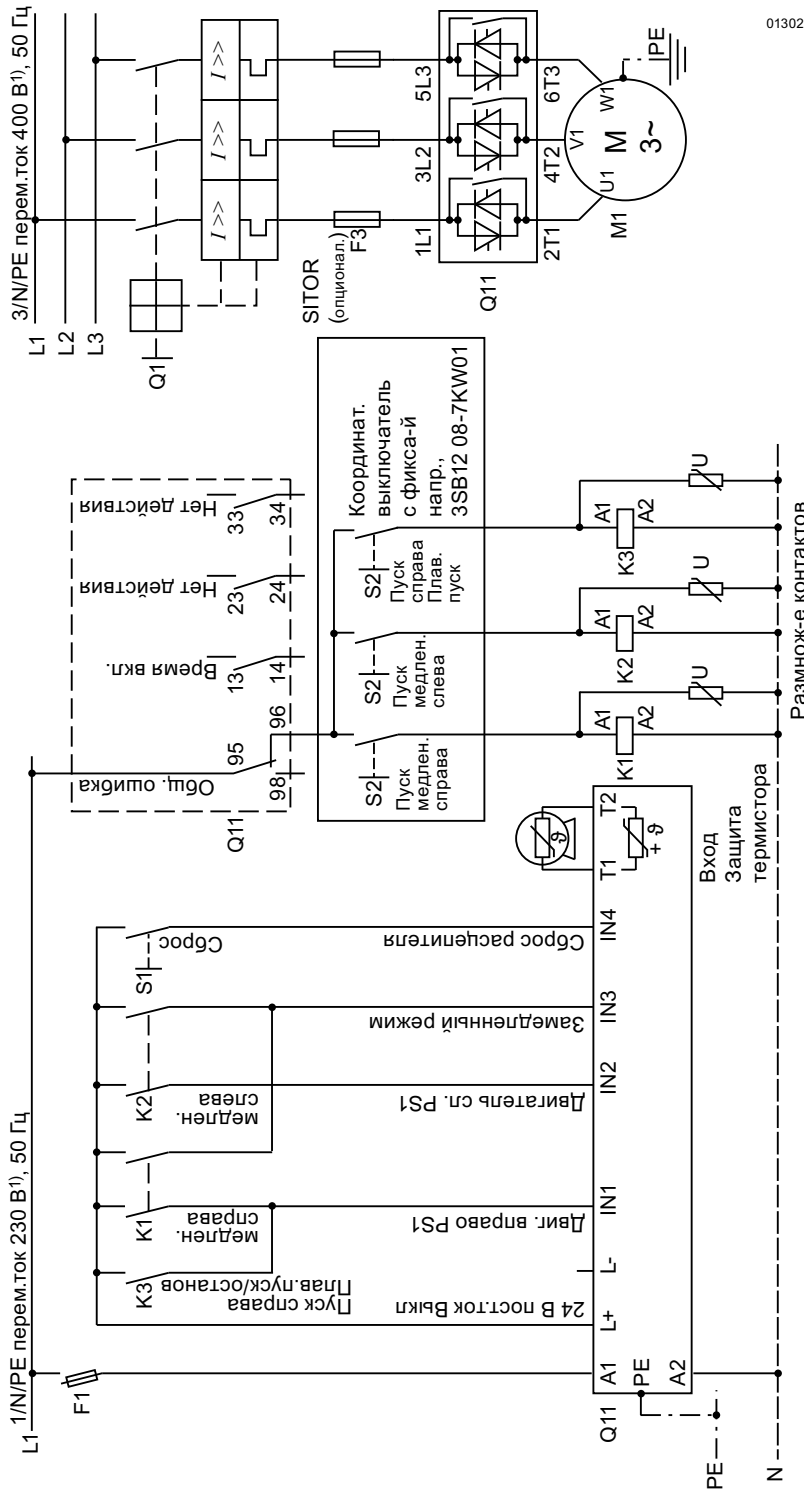 01302
3/N/PE перем.ток 400 В¹⁾, 50 Гц
L1
L2
L3
Q1
I >>
I >>
I >>
SITOR
(опционал.)
F3
1L1
3L2
5L3
Q11
2T1
4T2
6T3
U1
V1
W1
M
3~
M1
PE
1/N/PE перем.ток 230 В¹⁾, 50 Гц
L1
F1
Q11
Общ. ошибка
95
96
98
Время вкл.
13
14
Нет действия
23
24
Нет действия
33
34
Координат.
выключатель
с фикса-й
напр.,
3SB12 08-7KW01
S2
Пуск
медлен.
справа
S2
Пуск
медлен.
слева
S2
Пуск
справа
Плав.
пуск
K3
Пуск справа
Плав.пуск/останов
K1
медлен.
справа
K2
медлен.
слева
S1
Сброс
24 В пост.ток Выкл
Двиг. вправо PS1
Двигатель сл. PS1
Замедленный режим
Сброс расцепителя
Q11
A1
PE
A2
L+
L-
IN1
IN2
IN3
IN4
T1
T2
ϑ
+ ϑ
Вход
Защита
термистора
K1
A1
A2
U
K2
A1
A2
U
K3
A1
A2
U
PE
N
Размнож-е контактов